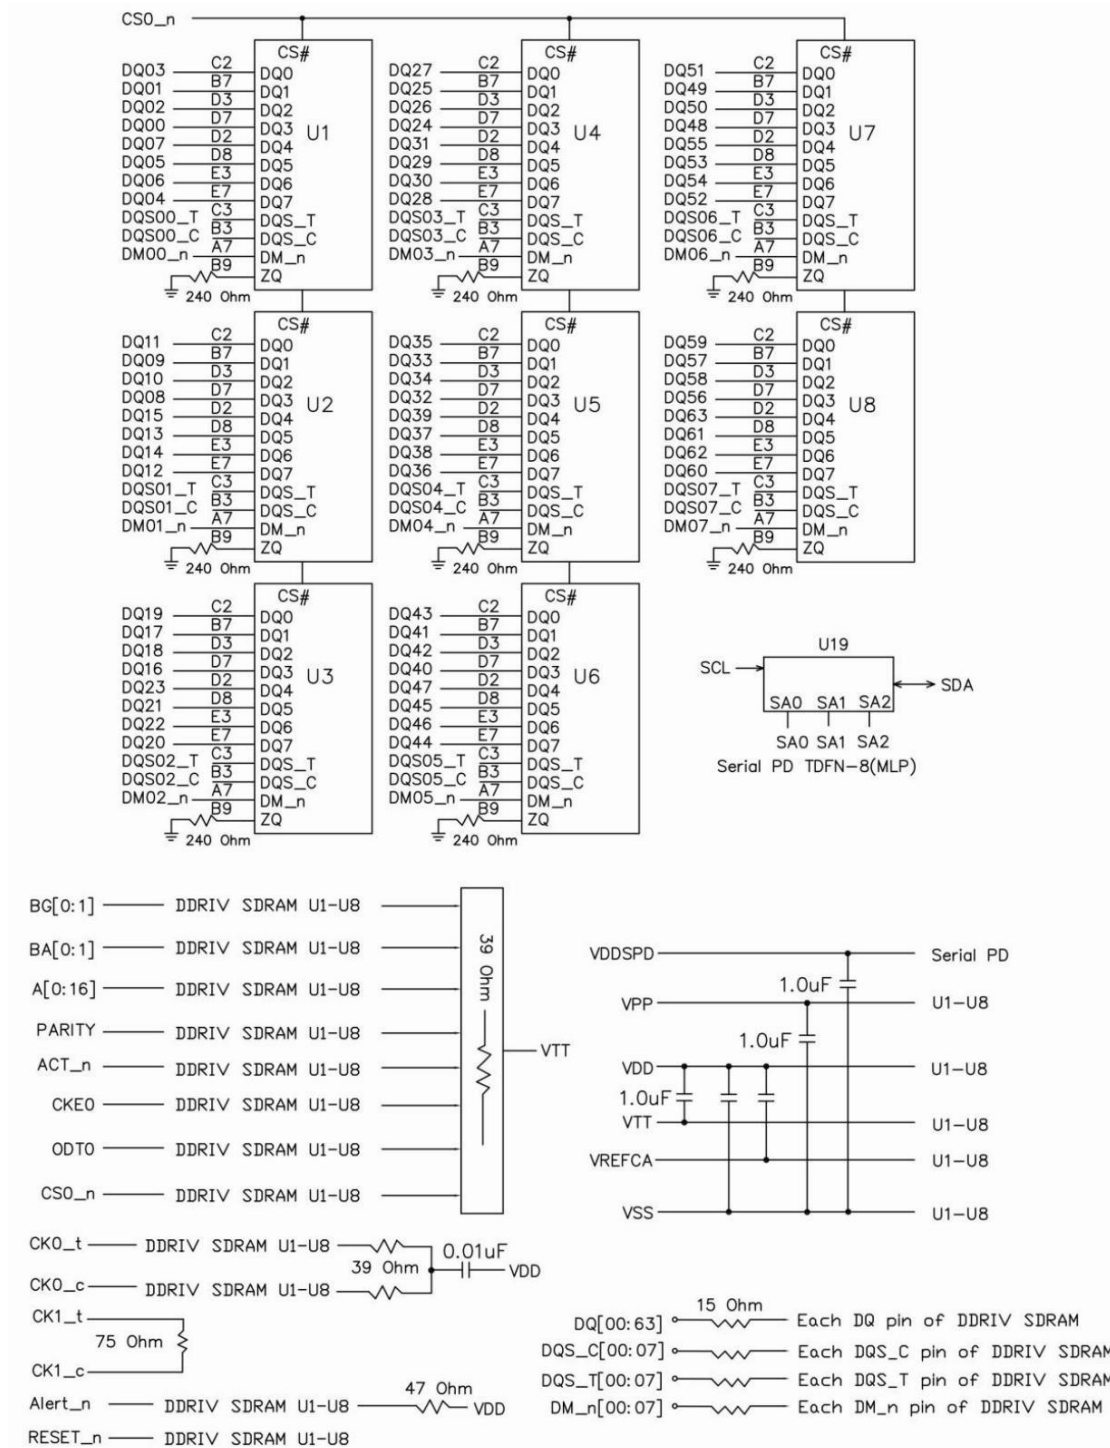 CS0_n
CS#
DQ03 C2 DQ0
DQ01 B7 DQ1
DQ02 D3 DQ2
DQ00 D7 DQ3
DQ07 D2 DQ4
DQ05 D8 DQ5
DQ06 E3 DQ6
DQ04 E7 DQ7
DQS00_T C3 DQS_T
DQS00_C B3 DQS_C
DM00_n A7 DM_n
B9 ZQ
240 Ohm
U1
CS#
DQ27 C2 DQ0
DQ25 B7 DQ1
DQ26 D3 DQ2
DQ24 D7 DQ3
DQ31 D2 DQ4
DQ29 D8 DQ5
DQ30 E3 DQ6
DQ28 E7 DQ7
DQS03_T C3 DQS_T
DQS03_C B3 DQS_C
DM03_n A7 DM_n
B9 ZQ
240 Ohm
U4
CS#
DQ51 C2 DQ0
DQ49 B7 DQ1
DQ50 D3 DQ2
DQ48 D7 DQ3
DQ55 D2 DQ4
DQ53 D8 DQ5
DQ54 E3 DQ6
DQ52 E7 DQ7
DQS06_T C3 DQS_T
DQS06_C B3 DQS_C
DM06_n A7 DM_n
B9 ZQ
240 Ohm
U7
CS#
DQ11 C2 DQ0
DQ09 B7 DQ1
DQ10 D3 DQ2
DQ08 D7 DQ3
DQ15 D2 DQ4
DQ13 D8 DQ5
DQ14 E3 DQ6
DQ12 E7 DQ7
DQS01_T C3 DQS_T
DQS01_C B3 DQS_C
DM01_n A7 DM_n
B9 ZQ
240 Ohm
U2
CS#
DQ35 C2 DQ0
DQ33 B7 DQ1
DQ34 D3 DQ2
DQ32 D7 DQ3
DQ39 D2 DQ4
DQ37 D8 DQ5
DQ38 E3 DQ6
DQ36 E7 DQ7
DQS04_T C3 DQS_T
DQS04_C B3 DQS_C
DM04_n A7 DM_n
B9 ZQ
240 Ohm
U5
CS#
DQ59 C2 DQ0
DQ57 B7 DQ1
DQ58 D3 DQ2
DQ56 D7 DQ3
DQ63 D2 DQ4
DQ61 D8 DQ5
DQ62 E3 DQ6
DQ60 E7 DQ7
DQS07_T C3 DQS_T
DQS07_C B3 DQS_C
DM07_n A7 DM_n
B9 ZQ
240 Ohm
U8
CS#
DQ19 C2 DQ0
DQ17 B7 DQ1
DQ18 D3 DQ2
DQ16 D7 DQ3
DQ23 D2 DQ4
DQ21 D8 DQ5
DQ22 E3 DQ6
DQ20 E7 DQ7
DQS02_T C3 DQS_T
DQS02_C B3 DQS_C
DM02_n A7 DM_n
B9 ZQ
240 Ohm
U3
CS#
DQ43 C2 DQ0
DQ41 B7 DQ1
DQ42 D3 DQ2
DQ40 D7 DQ3
DQ47 D2 DQ4
DQ45 D8 DQ5
DQ46 E3 DQ6
DQ44 E7 DQ7
DQS05_T C3 DQS_T
DQS05_C B3 DQS_C
DM05_n A7 DM_n
B9 ZQ
240 Ohm
U6
U19
SCL
SDA
SA0 SA1 SA2
SA0 SA1 SA2
Serial PD TDFN-8(MLP)
BG[0:1] DDRIV SDRAM U1-U8
BA[0:1] DDRIV SDRAM U1-U8
A[0:16] DDRIV SDRAM U1-U8
PARITY DDRIV SDRAM U1-U8
ACT_n DDRIV SDRAM U1-U8
CKE0 DDRIV SDRAM U1-U8
ODT0 DDRIV SDRAM U1-U8
CS0_n DDRIV SDRAM U1-U8
39 Ohm
VTT
VDDSPD Serial PD
1.0uF
VPP U1-U8
1.0uF
VDD U1-U8
1.0uF
VTT U1-U8
VREFCA U1-U8
VSS U1-U8
CK0_t DDRIV SDRAM U1-U8
39 Ohm
0.01uF
VDD
CK0_c DDRIV SDRAM U1-U8
CK1_t
75 Ohm
CK1_c
Alert_n DDRIV SDRAM U1-U8 47 Ohm VDD
RESET_n DDRIV SDRAM U1-U8
15 Ohm
DQ[00:63] Each DQ pin of DDRIV SDRAM
DQS_C[00:07] Each DQS_C pin of DDRIV SDRAM
DQS_T[00:07] Each DQS_T pin of DDRIV SDRAM
DM_n[00:07] Each DM_n pin of DDRIV SDRAM